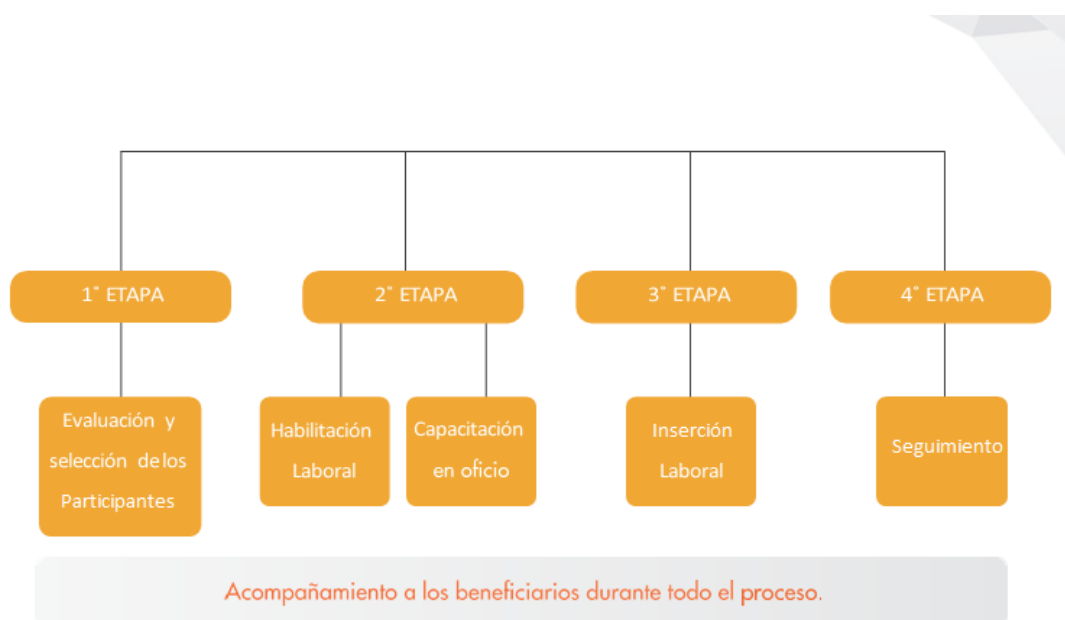 1° ETAPA
2° ETAPA
3° ETAPA
4° ETAPA
Evaluación y
selección de los
Participantes
Habilitación
Laboral
Capacitación
en oficio
Inserción
Laboral
Seguimiento
Acompañamiento a los beneficiarios durante todo el proceso.